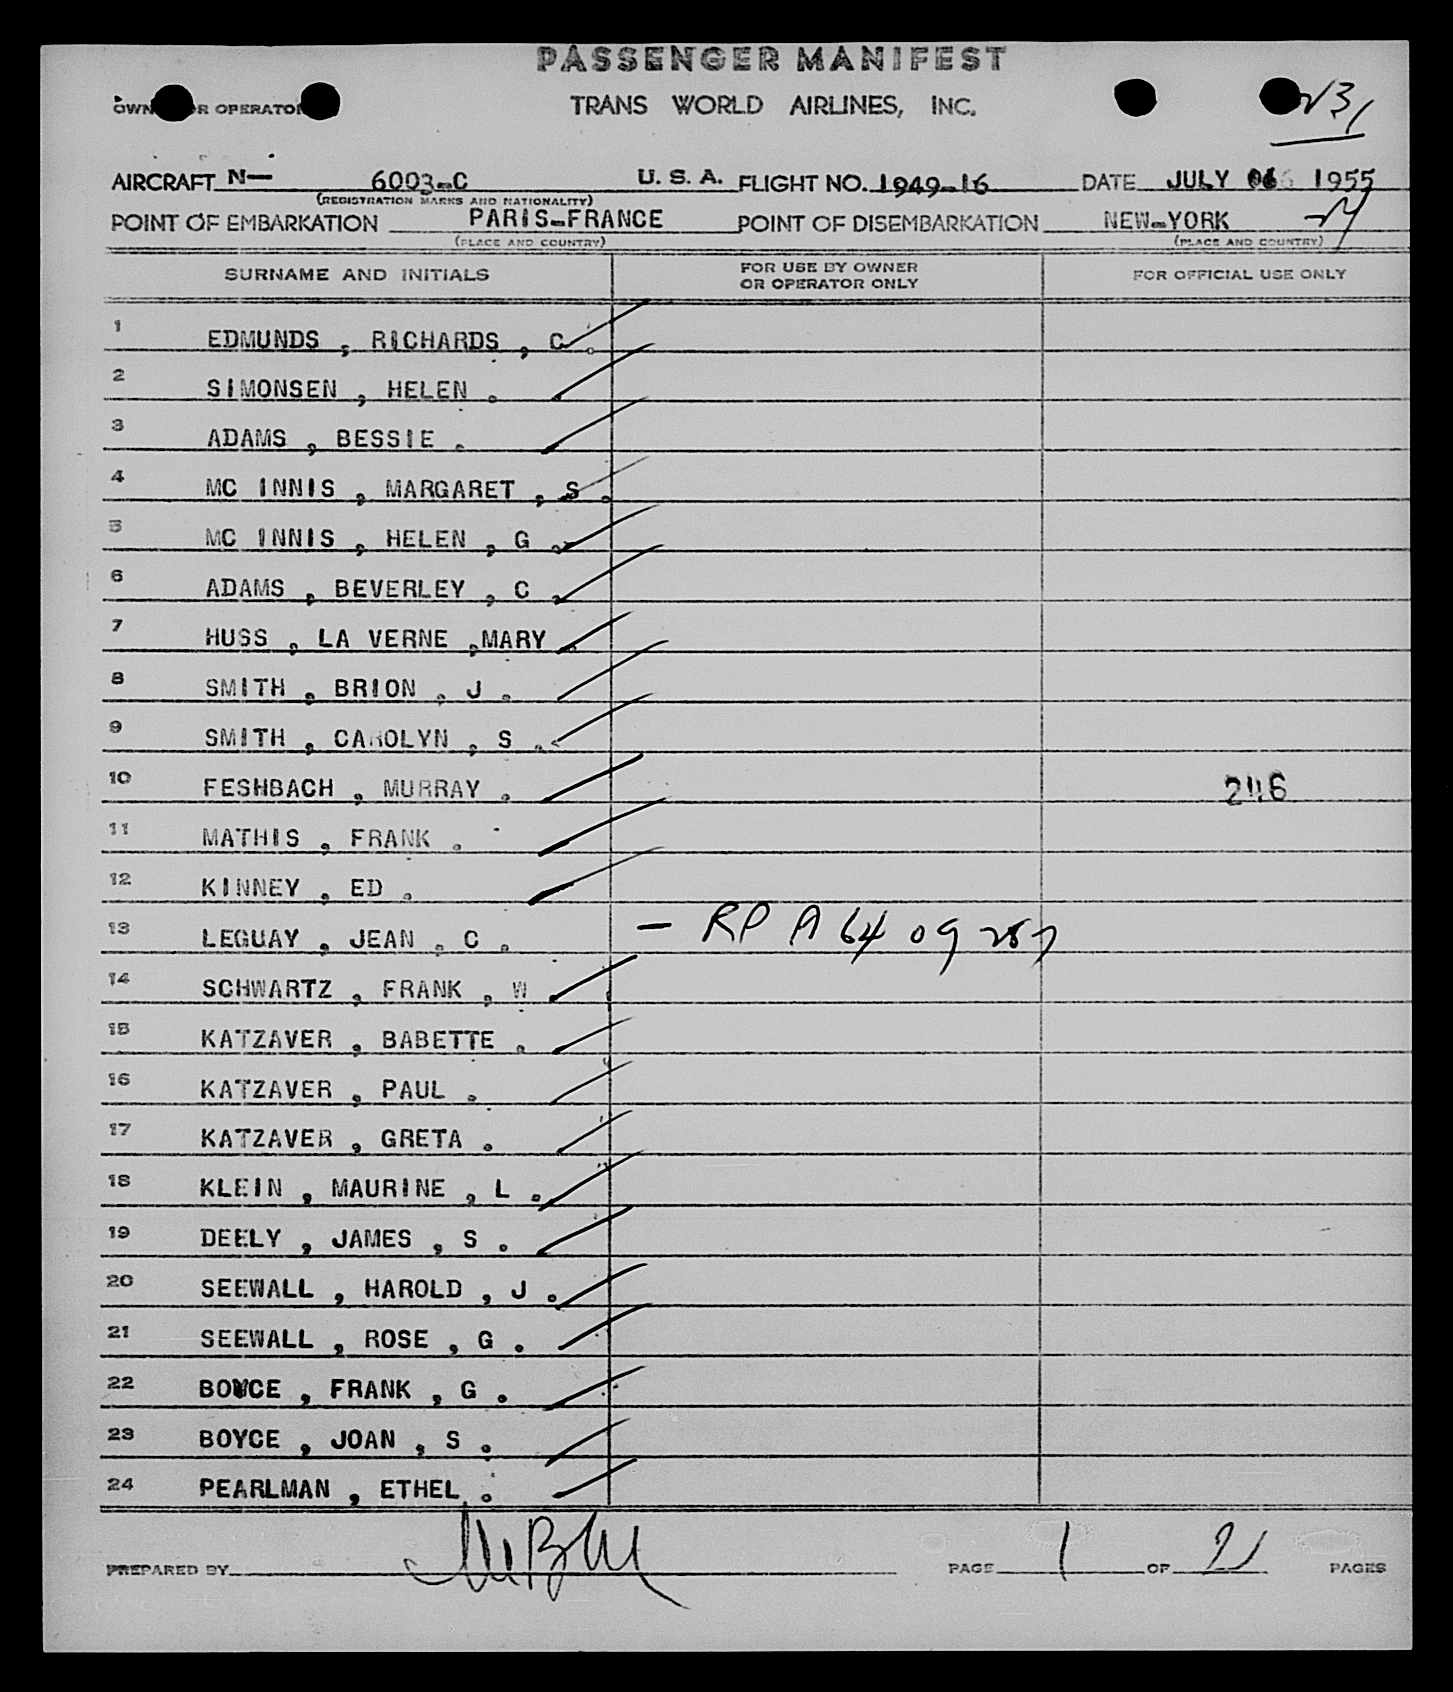 PASSENGER MANIFEST
TRANS WORLD AIRLINES, INC.
AIRCRAFT N— 6003-C U. S. A. FLIGHT NO. 1949-16 DATE JULY 06 1955
(REGISTRATION MARKS AND NATIONALITY)
POINT OF EMBARKATION PARIS-FRANCE POINT OF DISEMBARKATION NEW-YORK
(PLACE AND COUNTRY) (PLACE AND COUNTRY)
SURNAME AND INITIALS FOR USE BY OWNER OR OPERATOR ONLY FOR OFFICIAL USE ONLY
1 EDMUNDS , RICHARDS , C .
2 SIMONSEN , HELEN .
3 ADAMS , BESSIE .
4 MC INNIS , MARGARET , S .
5 MC INNIS , HELEN , G .
6 ADAMS , BEVERLEY , C .
7 HUSS , LA VERNE ,MARY .
8 SMITH , BRION , J .
9 SMITH , CAROLYN , S .
10 FESHBACH , MURRAY . 246
11 MATHIS , FRANK .
12 KINNEY , ED .
13 LEGUAY , JEAN , C . — RP A 64 09 257
14 SCHWARTZ , FRANK , W .
15 KATZAVER , BABETTE .
16 KATZAVER , PAUL .
17 KATZAVER , GRETA .
18 KLEIN , MAURINE , L .
19 DEELY , JAMES , S .
20 SEEWALL , HAROLD , J .
21 SEEWALL , ROSE , G .
22 BOYCE , FRANK , G .
23 BOYCE , JOAN , S .
24 PEARLMAN , ETHEL .
PREPARED BY PAGE 1 OF 2 PAGES